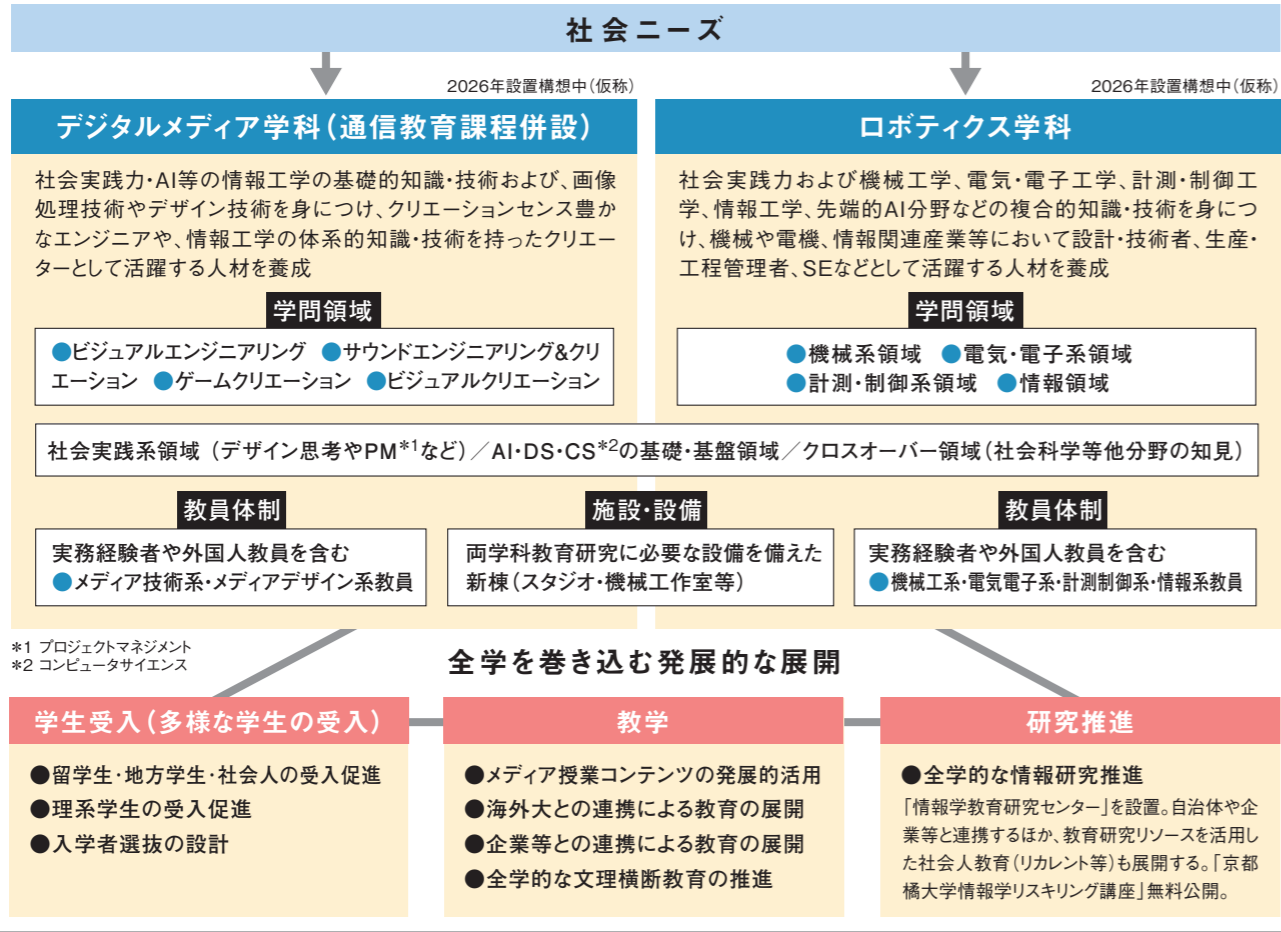 社会ニーズ
2026年設置構想中(仮称)
デジタルメディア学科(通信教育課程併設)
社会実践力・AI等の情報工学の基礎的知識・技術および、画像
処理技術やデザイン技術を身につけ、クリエーションセンス豊か
なエンジニアや、情報工学の体系的知識・技術を持ったクリエー
ターとして活躍する人材を養成
学問領域
●ビジュアルエンジニアリング ●サウンドエンジニアリング&クリ
エーション ●ゲームクリエーション ●ビジュアルクリエーション
2026年設置構想中(仮称)
ロボティクス学科
社会実践力および機械工学、電気・電子工学、計測・制御工
学、情報工学、先端的AI分野などの複合的知識・技術を身につ
け、機械や電機、情報関連産業等において設計・技術者、生産・
工程管理者、SEなどとして活躍する人材を養成
学問領域
●機械系領域 ●電気・電子系領域
●計測・制御系領域 ●情報領域
社会実践系領域(デザイン思考やPM*1など)/AI・DS・CS*2の基礎・基盤領域/クロスオーバー領域(社会科学等他分野の知見)
教員体制
実務経験者や外国人教員を含む
●メディア技術系・メディアデザイン系教員
施設・設備
両学科教育研究に必要な設備を備えた
新棟(スタジオ・機械工作室等)
教員体制
実務経験者や外国人教員を含む
●機械工系・電気電子系・計測制御系・情報系教員
*1 プロジェクトマネジメント
*2 コンピュータサイエンス
全学を巻き込む発展的な展開
学生受入(多様な学生の受入)
●留学生・地方学生・社会人の受入促進
●理系学生の受入促進
●入学者選抜の設計
教学
●メディア授業コンテンツの発展的活用
●海外大との連携による教育の展開
●企業等との連携による教育の展開
●全学的な文理横断教育の推進
研究推進
●全学的な情報研究推進
「情報学教育研究センター」を設置。自治体や企
業等と連携するほか、教育研究リソースを活用し
た社会人教育(リカレント等)も展開する。「京都
橘大学情報学リスキリング講座」無料公開。